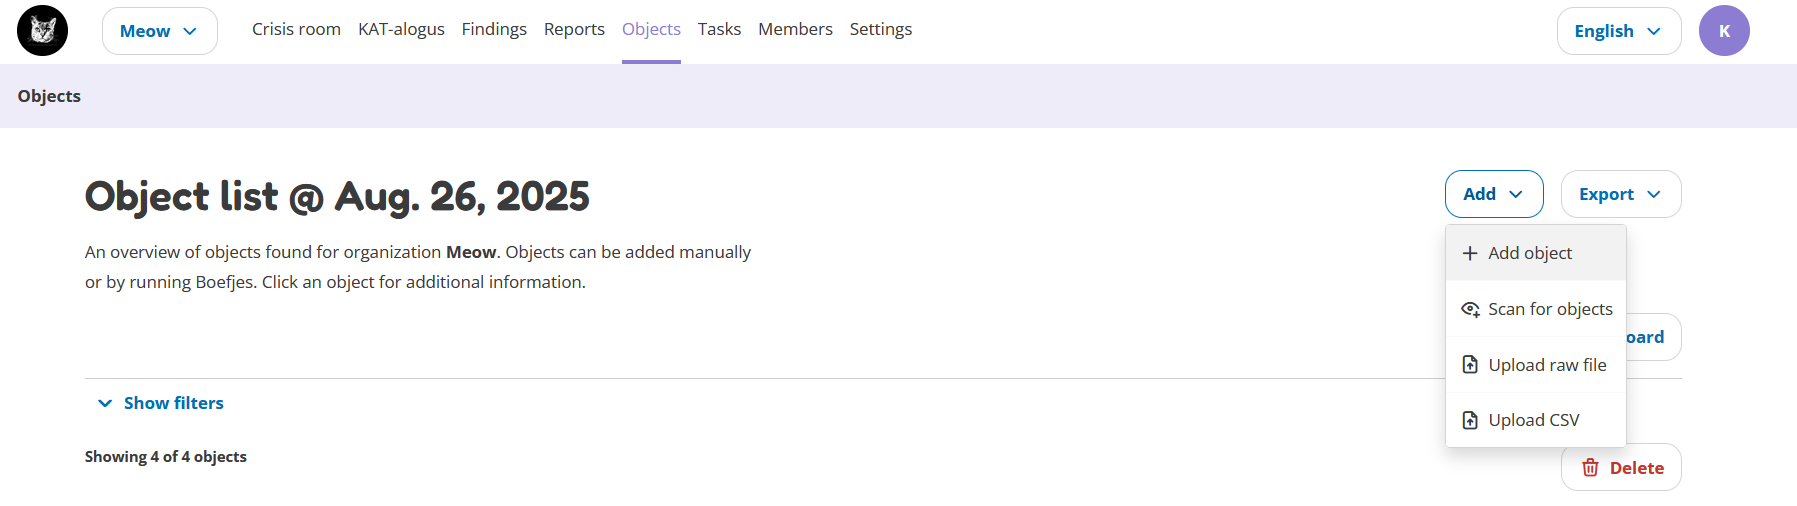 Meow
Crisis room KAT-alogus Findings Reports Objects Tasks Members Settings
English
K
Objects
Object list @ Aug. 26, 2025
Add
Export
An overview of objects found for organization Meow. Objects can be added manually
or by running Boefjes. Click an object for additional information.
Add object
Scan for objects
Upload raw file
Upload CSV
Show filters
Showing 4 of 4 objects
Delete